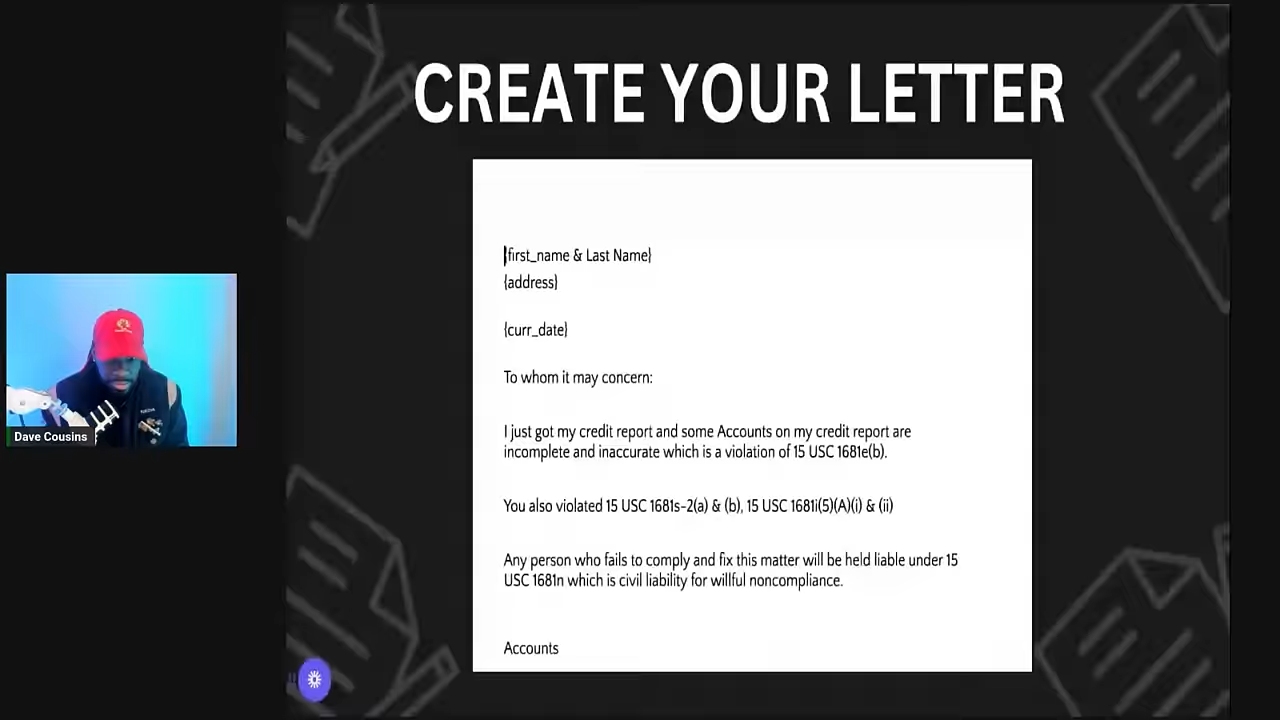 CREATE YOUR LETTER
{first_name & Last Name}
{address}
{curr_date}
To whom it may concern:
I just got my credit report and some Accounts on my credit report are
incomplete and inaccurate which is a violation of 15 USC 1681e(b).
You also violated 15 USC 1681s-2(a) & (b), 15 USC 1681i(5)(A)(i) & (ii)
Any person who fails to comply and fix this matter will be held liable under 15
USC 1681n which is civil liability for willful noncompliance.
Accounts
Dave Cousins